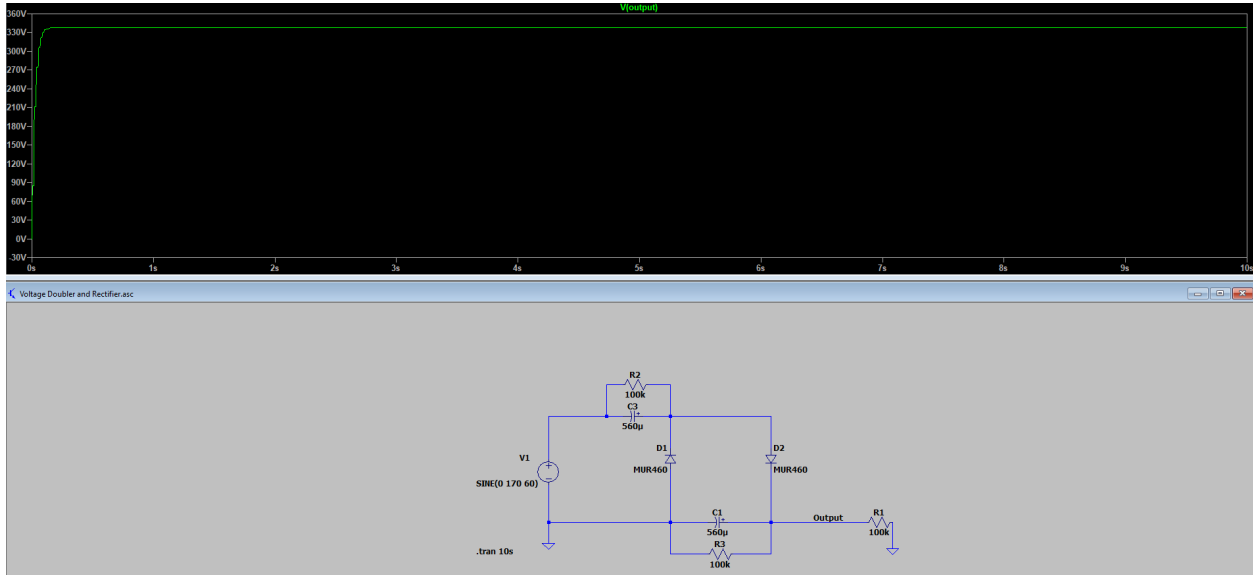 V(output)
360V
330V
300V
270V
240V
210V
180V
150V
120V
90V
60V
30V
0V
-30V
0s 1s 2s 3s 4s 5s 6s 7s 8s 9s 10s
Voltage Doubler and Rectifier.asc
R2
100k
C3
560µ
D1 D2
MUR460 MUR460
V1
SINE(0 170 60)
C1 Output R1
560µ 100k
R3
100k
.tran 10s